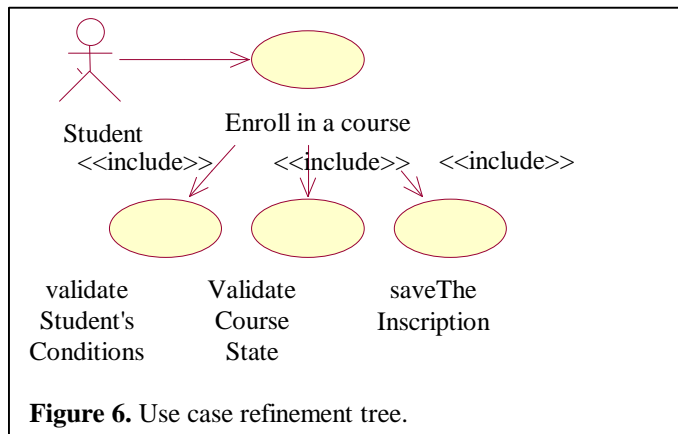 Student
Enroll in a course
<<include>> <<include>> <<include>>
validate
Student's
Conditions
Validate
Course
State
saveThe
Inscription
Figure 6. Use case refinement tree.